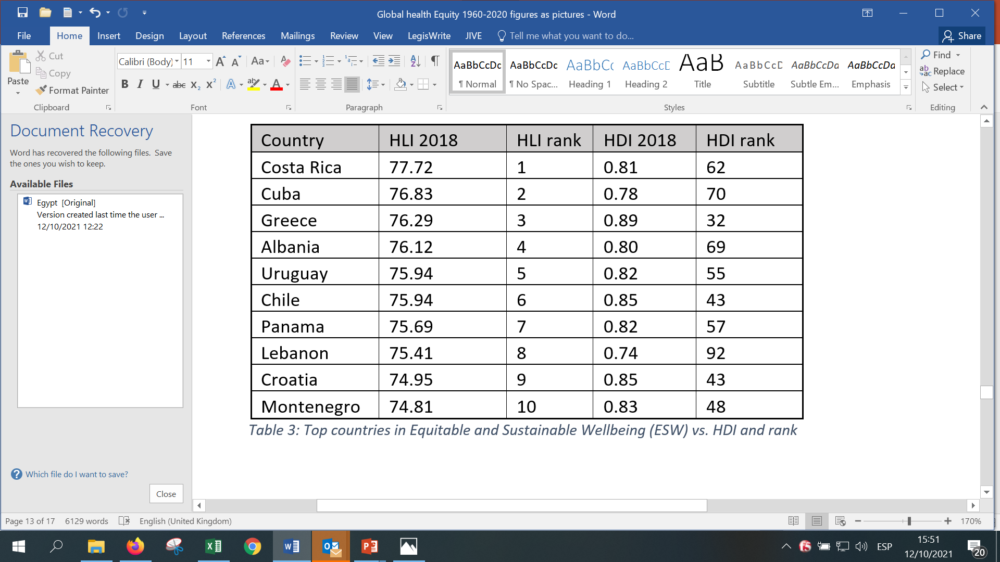 Global health Equity 1960-2020 figures as pictures - Word
File Home Insert Design Layout References Mailings Review View LegisWrite JIVE Tell me what you want to do... Share
Paste
Cut
Copy
Format Painter
Clipboard
Calibri (Body) 11
Font
Paragraph
AaBbCcDc AaBbCcDc AaBbCc AaBbCcD AaB AaBbCcD AaBbCcDa AaBbCcDa
¶ Normal ¶ No Spac... Heading 1 Heading 2 Title Subtitle Subtle Em... Emphasis
Styles
Find
Replace
Select
Editing
Document Recovery
Word has recovered the following files. Save
the ones you wish to keep.
Available Files
Egypt [Original]
Version created last time the user ...
12/10/2021 12:22
Which file do I want to save?
Close
Country HLI 2018 HLI rank HDI 2018 HDI rank
Costa Rica 77.72 1 0.81 62
Cuba 76.83 2 0.78 70
Greece 76.29 3 0.89 32
Albania 76.12 4 0.80 69
Uruguay 75.94 5 0.82 55
Chile 75.94 6 0.85 43
Panama 75.69 7 0.82 57
Lebanon 75.41 8 0.74 92
Croatia 74.95 9 0.85 43
Montenegro 74.81 10 0.83 48
Table 3: Top countries in Equitable and Sustainable Wellbeing (ESW) vs. HDI and rank
Page 13 of 17 6129 words English (United Kingdom) 170%
ESP
15:51
12/10/2021
20